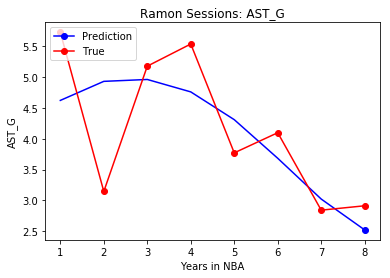 Ramon Sessions: AST_G
Prediction
True
5.5
5.0
4.5
4.0
3.5
3.0
2.5
AST_G
1 2 3 4 5 6 7 8
Years in NBA